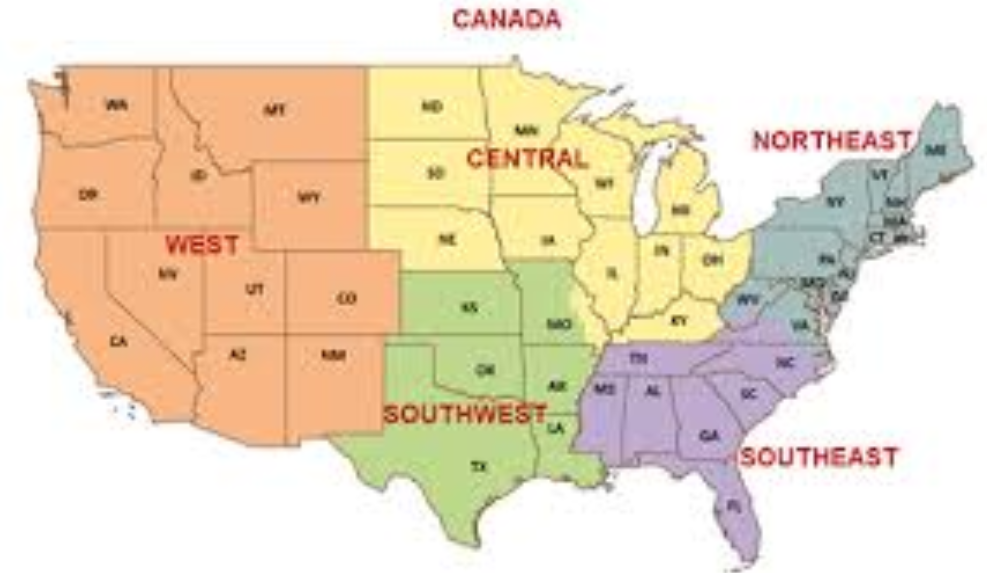 CANADA
WA
MT
ND
MN
ME
NORTHEAST
CENTRAL
OR
ID
SD
WI
VT
WY
MI
NY
NH
MA
WEST
NE
IA
CT
NV
UT
CO
IL
IN
OH
PA
NJ
MD
DE
KS
MO
WV
CA
KY
VA
AZ
NM
OK
TN
NC
AR
MS
AL
SC
SOUTHWEST
LA
GA
SOUTHEAST
TX
FL